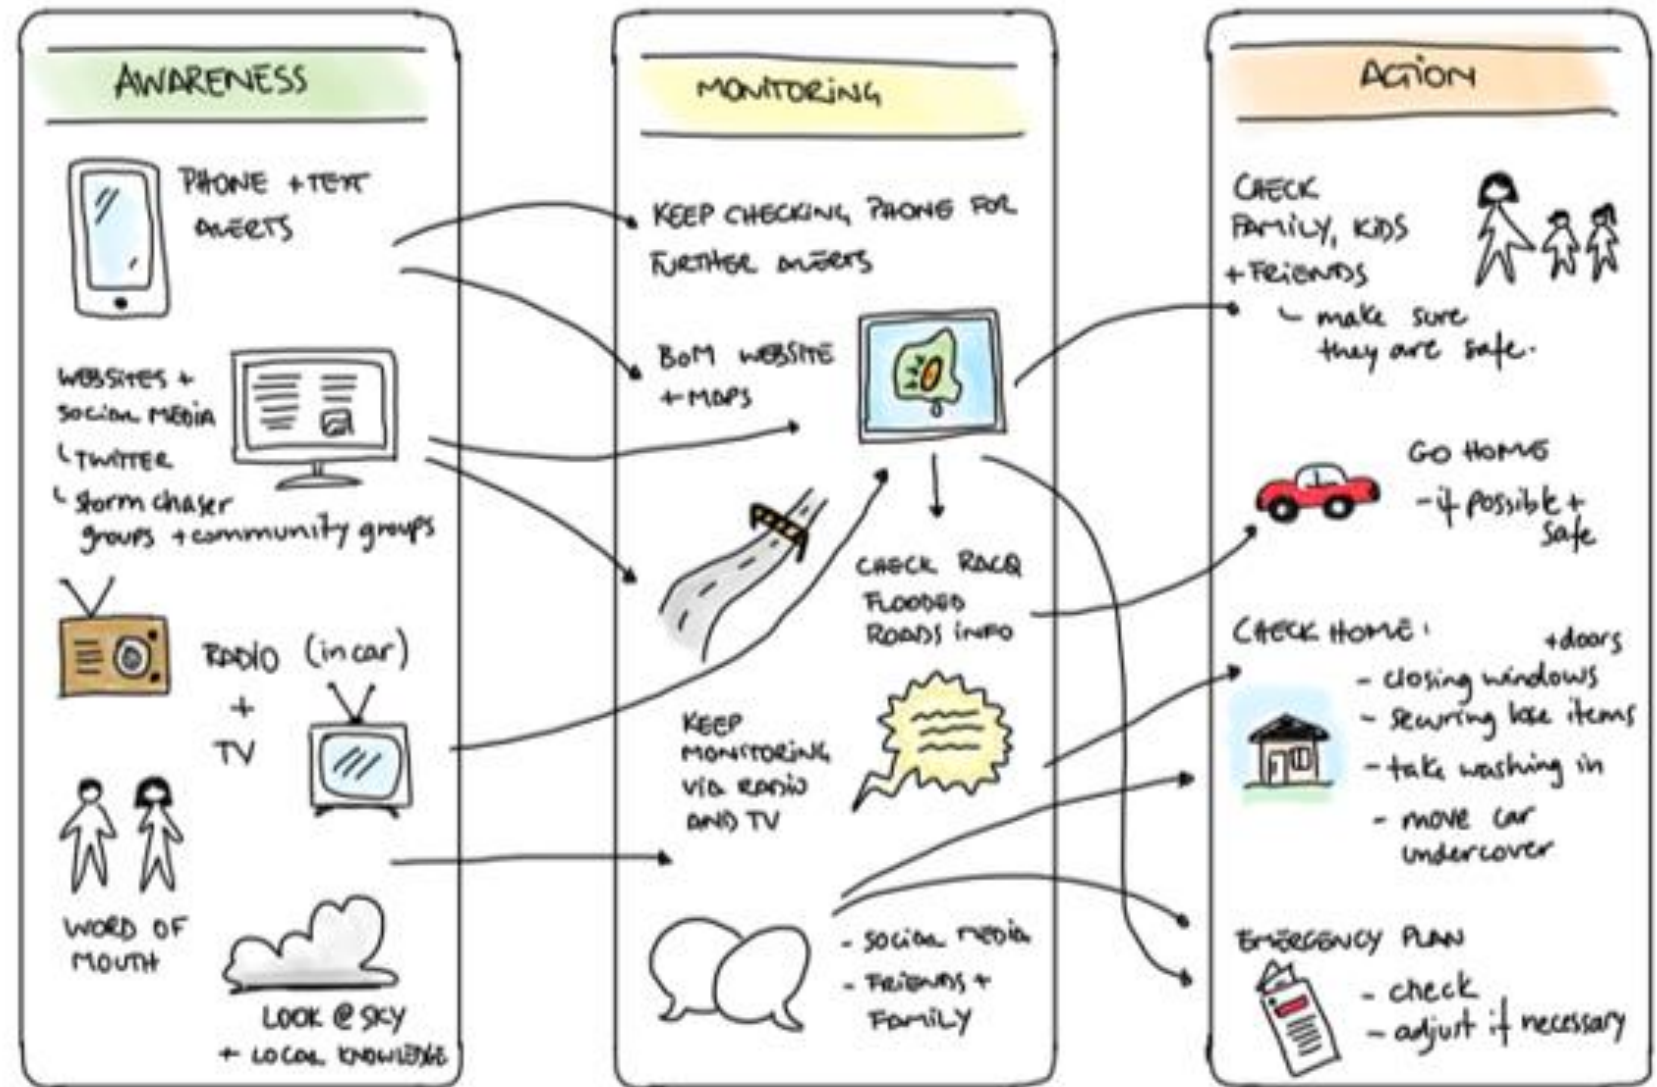 AWARENESS
PHONE + TEXT
ALERTS
WEBSITES +
SOCIAL MEDIA
TWITTER
storm chaser
groups + community groups
RADIO (in car)
+
TV
WORD OF
MOUTH
LOOK @ SKY
+ LOCAL KNOWLEDGE
MONITORING
KEEP CHECKING PHONE FOR
FURTHER ALERTS
BOM WEBSITE
+ MAPS
CHECK RACQ
FLOODED
ROADS INFO
KEEP
MONITORING
VIA RADIO
AND TV
- SOCIAL MEDIA
- FRIENDS +
FAMILY
ACTION
CHECK
FAMILY, KIDS
+ FRIENDS
make sure
they are safe.
GO HOME
- if possible +
safe
CHECK HOME:
+ doors
- closing windows
- securing lose items
- take washing in
- move car
undercover
EMERGENCY PLAN
- check
- adjust if necessary